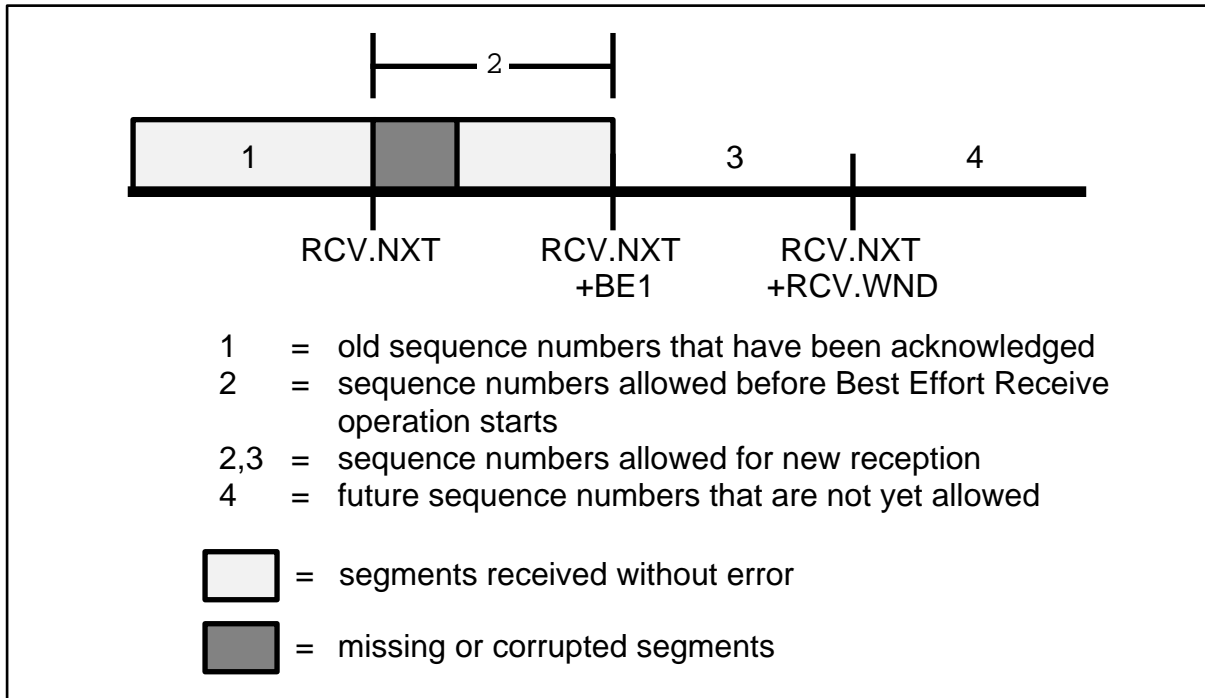 2
1
3
4
RCV.NXT
RCV.NXT
+BE1
RCV.NXT
+RCV.WND
1 = old sequence numbers that have been acknowledged
2 = sequence numbers allowed before Best Effort Receive
operation starts
2,3 = sequence numbers allowed for new reception
4 = future sequence numbers that are not yet allowed
= segments received without error
= missing or corrupted segments